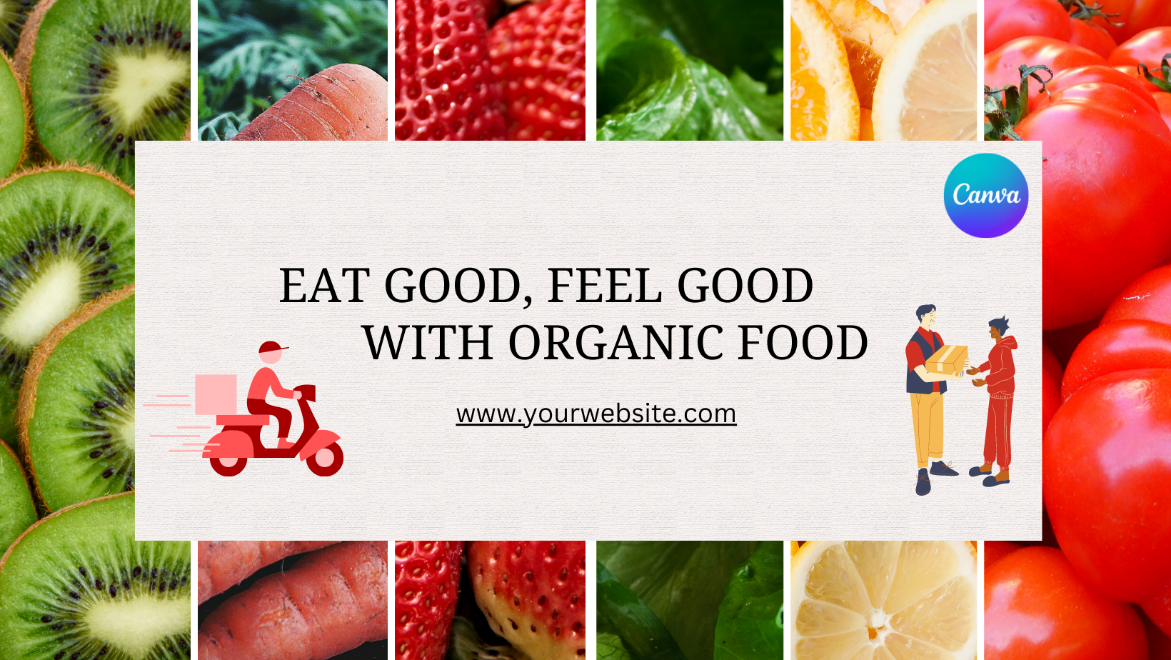 Canva
EAT GOOD, FEEL GOOD
WITH ORGANIC FOOD
www.yourwebsite.com